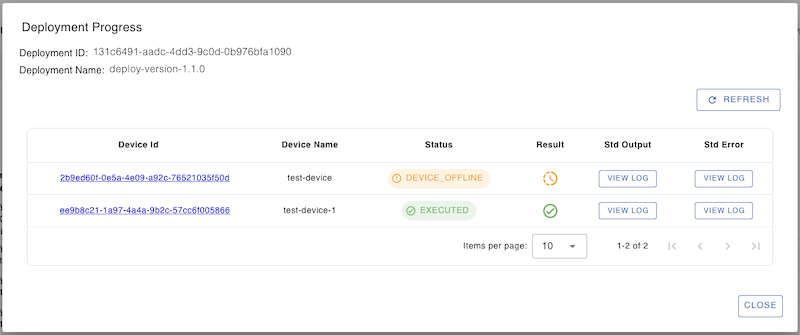 Deployment Progress
Deployment ID: 131c6491-aadc-4dd3-9c0d-0b976bfa1090
Deployment Name: deploy-version-1.1.0
REFRESH
Device Id Device Name Status Result Std Output Std Error
2b9ed60f-0e5a-4e09-a92c-76521035f50d test-device DEVICE_OFFLINE VIEW LOG VIEW LOG
ee9b8c21-1a97-4a4a-9b2c-57cc6f005866 test-device-1 EXECUTED VIEW LOG VIEW LOG
Items per page: 10 1-2 of 2
CLOSE